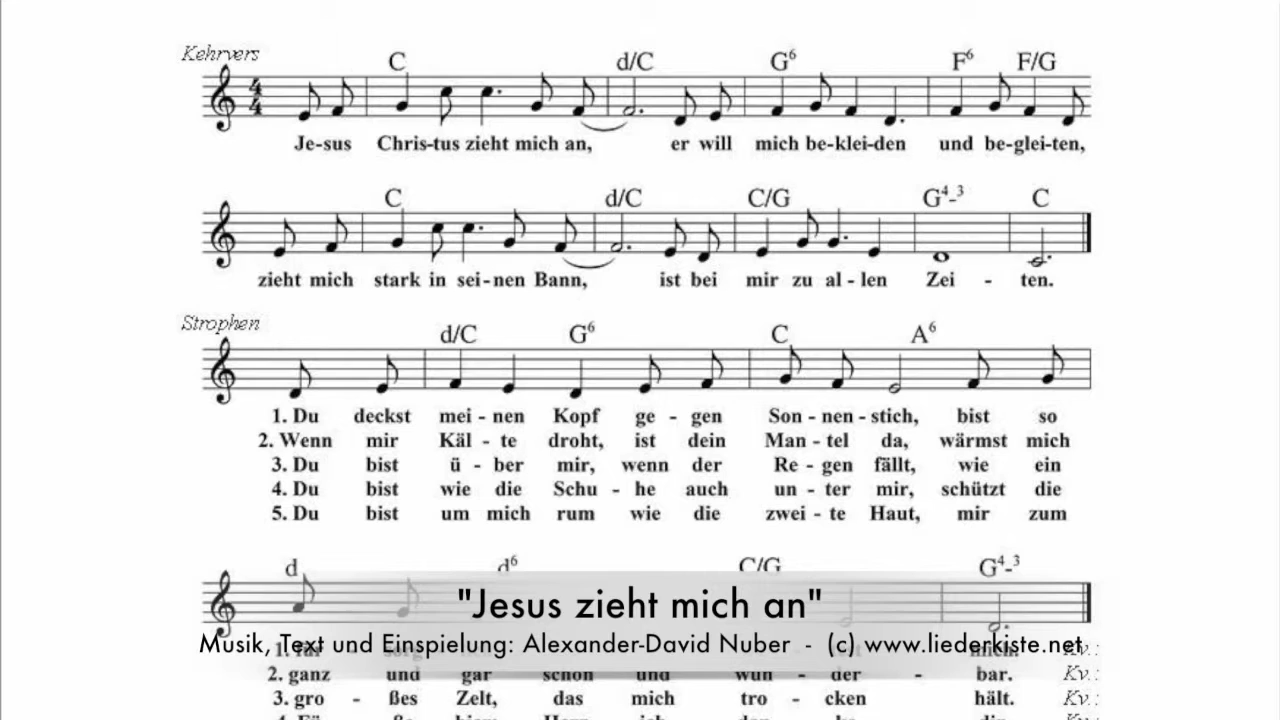 Kehrvers
C d/C G6 F6 F/G
Je-sus Chris-tus zieht mich an, er will mich be-klei-den und be-glei-ten,
C d/C C/G G4-3 C
zieht mich stark in sei-nen Bann, ist bei mir zu al-len Zei - ten.
Strophen
d/C G6 C A6
1. Du deckst mei - nen Kopf ge - gen Son - nen - stich, bist so
2. Wenn mir Käl - te droht, ist dein Man - tel da, wärmst mich
3. Du bist ü - ber mir, wenn der Re - gen fällt, wie ein
4. Du bist wie die Schu - he auch un - ter mir, schützt die
5. Du bist um mich rum wie die zwei - te Haut, mir zum
d d6 C/G G4-3
"Jesus zieht mich an"
Musik, Text und Einspielung: Alexander-David Nuber - (c) www.liederkiste.net
2. ganz und gar schön und wun - der - bar. Kv.:
3. gro - ßes Zelt, das mich tro - cken hält. Kv.: